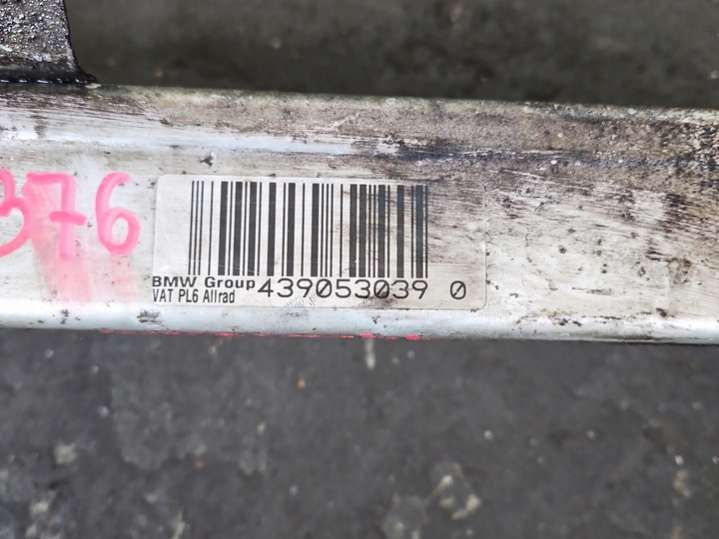 376
BMW Group
VAT PL6 Allrad
439053039 0